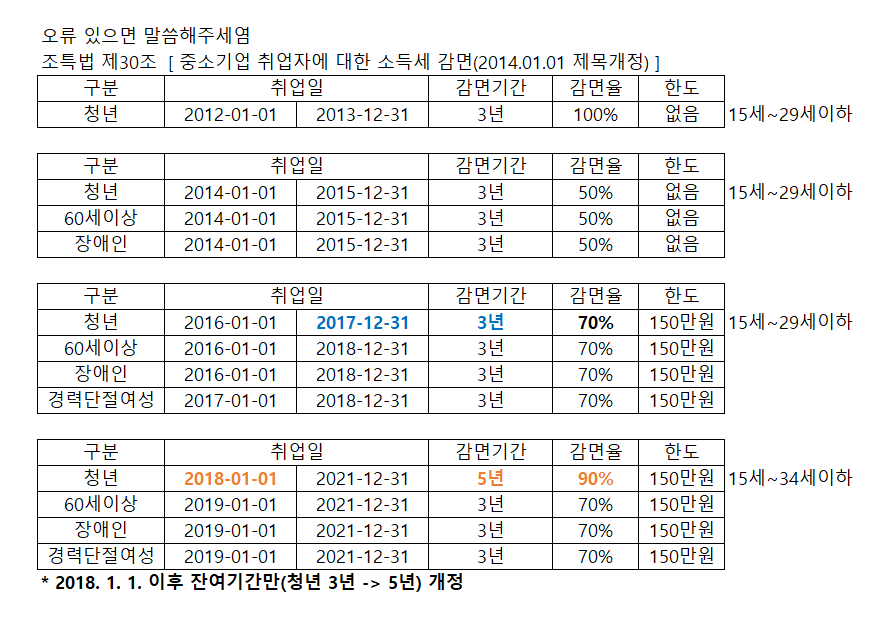 오류 있으면 말씀해주세염
조특법 제30조 [ 중소기업 취업자에 대한 소득세 감면(2014.01.01 제목개정) ]
구분 취업일 감면기간 감면율 한도
청년 2012-01-01 2013-12-31 3년 100% 없음 15세~29세이하
구분 취업일 감면기간 감면율 한도
청년 2014-01-01 2015-12-31 3년 50% 없음 15세~29세이하
60세이상 2014-01-01 2015-12-31 3년 50% 없음
장애인 2014-01-01 2015-12-31 3년 50% 없음
구분 취업일 감면기간 감면율 한도
청년 2016-01-01 2017-12-31 3년 70% 150만원 15세~29세이하
60세이상 2016-01-01 2018-12-31 3년 70% 150만원
장애인 2016-01-01 2018-12-31 3년 70% 150만원
경력단절여성 2017-01-01 2018-12-31 3년 70% 150만원
구분 취업일 감면기간 감면율 한도
청년 2018-01-01 2021-12-31 5년 90% 150만원 15세~34세이하
60세이상 2019-01-01 2021-12-31 3년 70% 150만원
장애인 2019-01-01 2021-12-31 3년 70% 150만원
경력단절여성 2019-01-01 2021-12-31 3년 70% 150만원
* 2018. 1. 1. 이후 잔여기간만(청년 3년 -> 5년) 개정